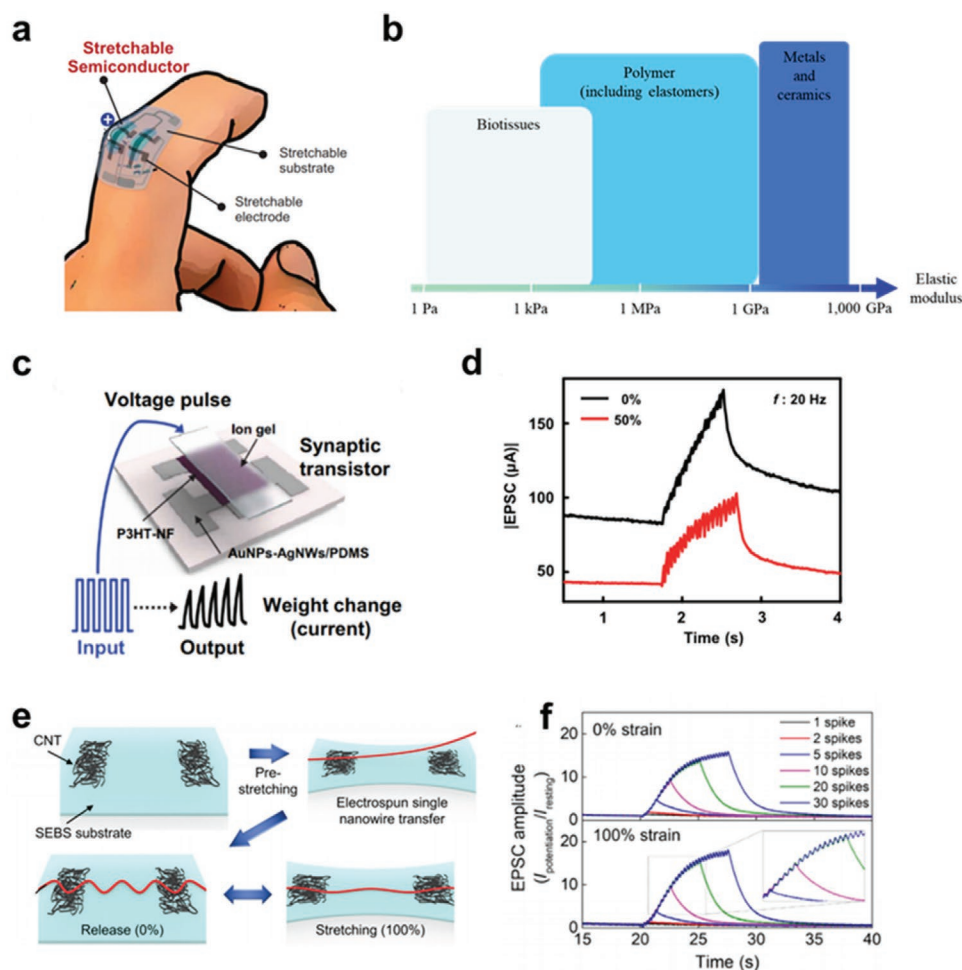 a
Stretchable
Semiconductor
Stretchable
substrate
Stretchable
electrode
b
Biotissues
Polymer
(including elastomers)
Metals
and
ceramics
Elastic
modulus
1 Pa
1 kPa
1 MPa
1 GPa
1,000 GPa
c
Voltage pulse
Ion gel
Synaptic
transistor
P3HT-NF
AuNPs-AgNWs/PDMS
Weight change
(current)
Input
Output
d
0%
50%
f : 20 Hz
|EPSC (µA)|
150
100
50
1
2
3
4
Time (s)
e
CNT
SEBS substrate
Pre-
stretching
Electrospun single
nanowire transfer
Release (0%)
Stretching (100%)
f
0% strain
1 spike
2 spikes
5 spikes
10 spikes
20 spikes
30 spikes
100% strain
EPSC amplitude
(Ipotentiation/Iresting)
20
10
0
20
10
0
15
20
25
30
35
40
Time (s)